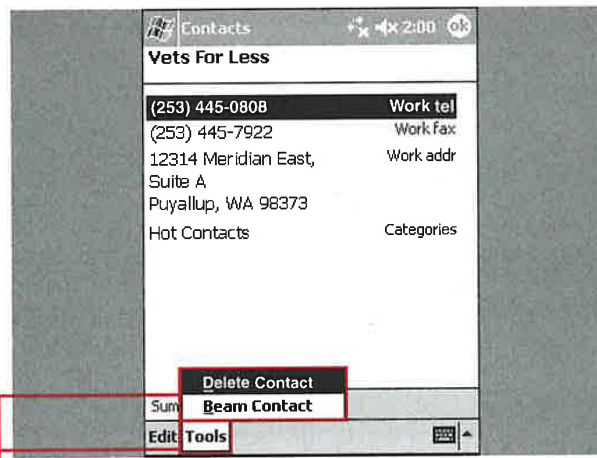 Contacts 2:00 ok
Vets For Less
(253) 445-0808 Work tel
(253) 445-7922 Work fax
12314 Meridian East, Work addr
Suite A
Puyallup, WA 98373
Hot Contacts Categories
Delete Contact
Sum Beam Contact
Edit Tools